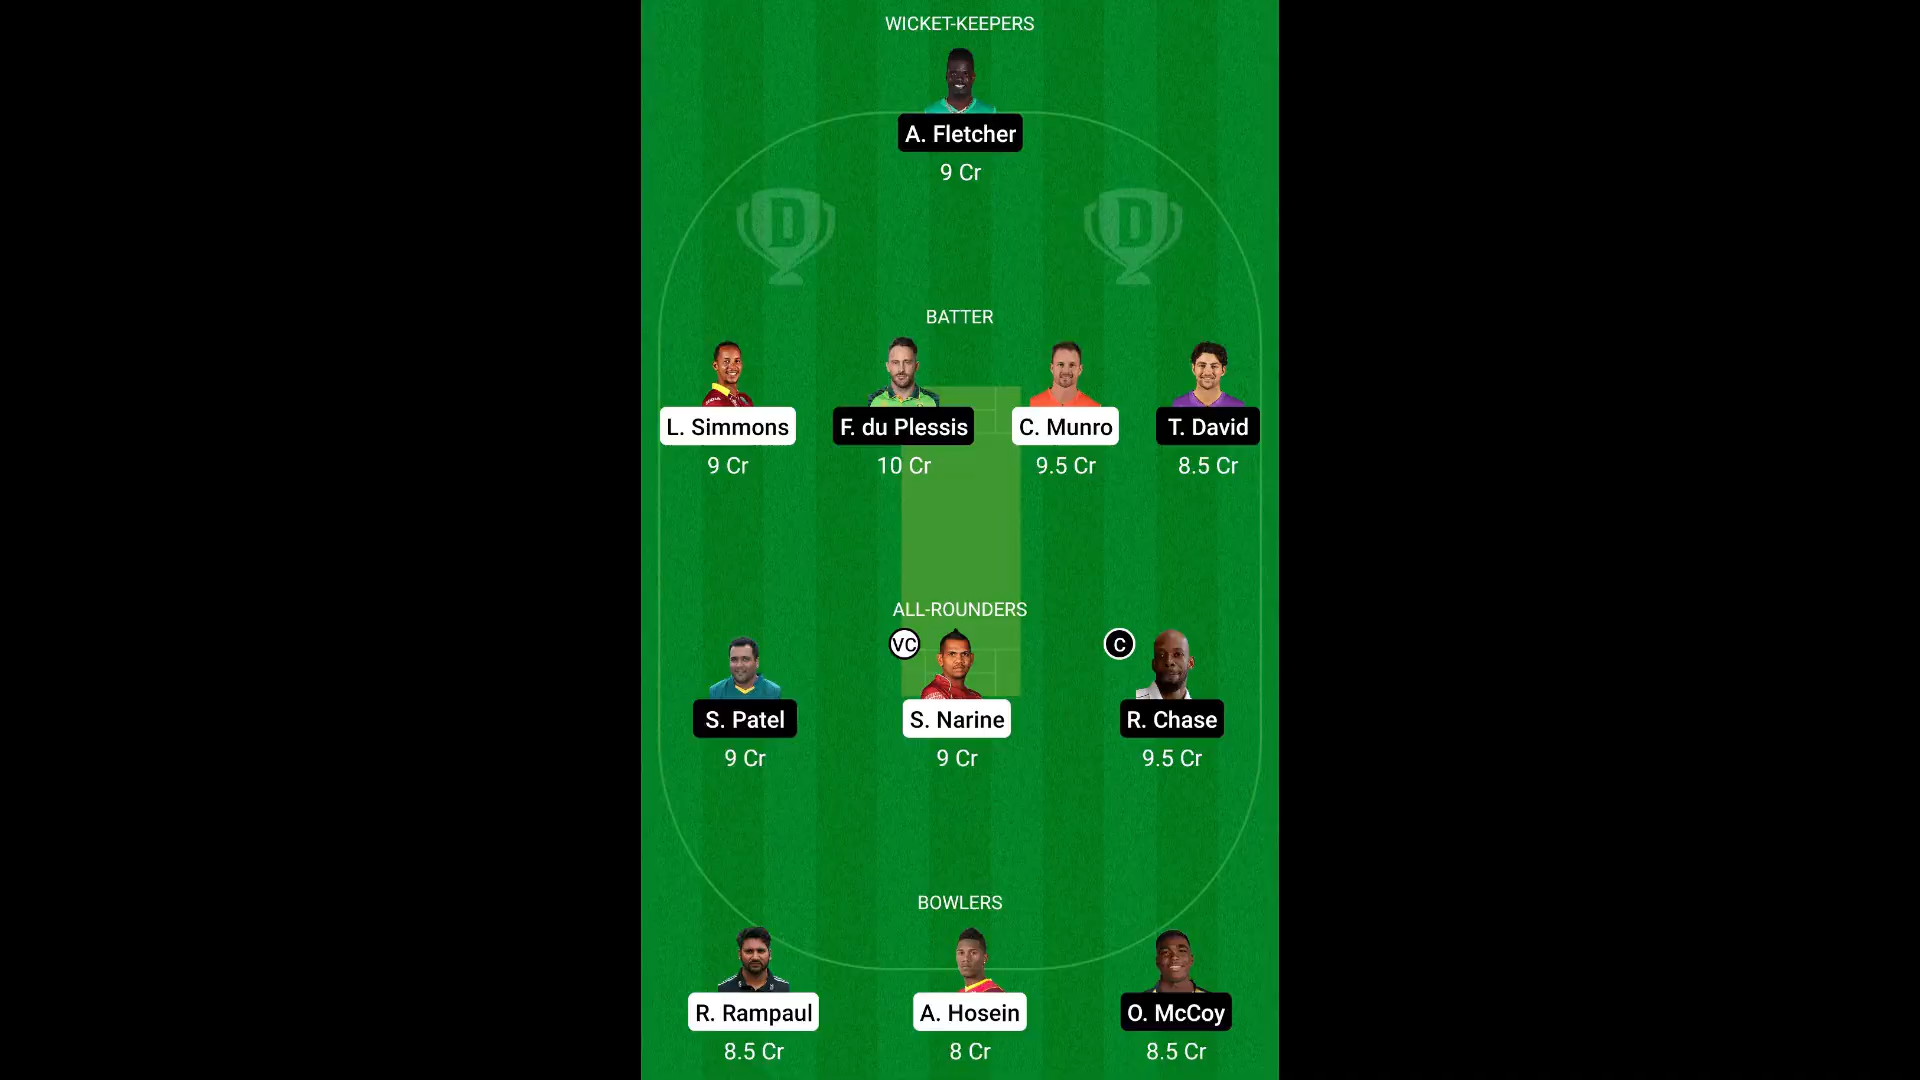 WICKET-KEEPERS
A. Fletcher
9 Cr
D D
BATTER
L. Simmons F. du Plessis C. Munro T. David
9 Cr 10 Cr 9.5 Cr 8.5 Cr
ALL-ROUNDERS
VC C
S. Patel S. Narine R. Chase
9 Cr 9 Cr 9.5 Cr
BOWLERS
R. Rampaul A. Hosein O. McCoy
8.5 Cr 8 Cr 8.5 Cr